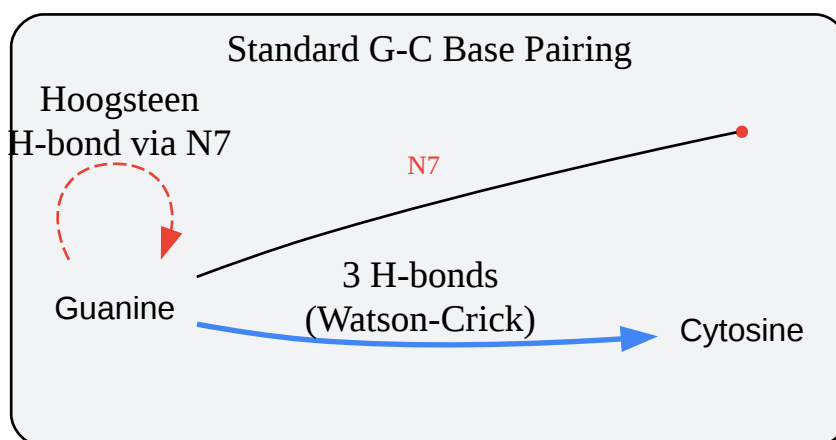 Standard G-C Base Pairing
Hoogsteen
H-bond via N7
N7
3 H-bonds
(Watson-Crick)
Guanine
Cytosine